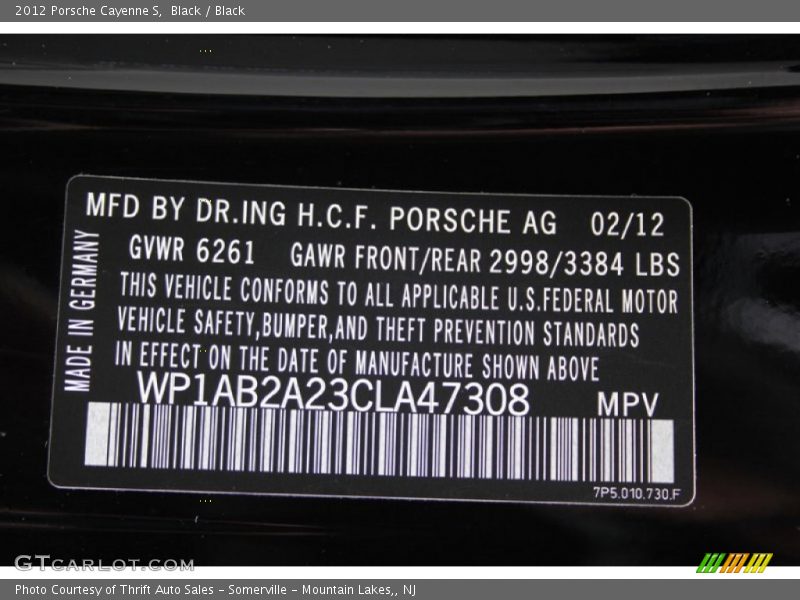 2012 Porsche Cayenne S,  Black / Black
MFD BY DR.ING H.C.F. PORSCHE AG 02/12
GVWR 6261 GAWR FRONT/REAR 2998/3384 LBS
THIS VEHICLE CONFORMS TO ALL APPLICABLE U.S.FEDERAL MOTOR
VEHICLE SAFETY,BUMPER,AND THEFT PREVENTION STANDARDS
IN EFFECT ON THE DATE OF MANUFACTURE SHOWN ABOVE
MADE IN GERMANY
WP1AB2A23CLA47308 MPV
7P5.010.730.F
GTCARLOT.COM
Photo Courtesy of Thrift Auto Sales - Somerville - Mountain Lakes,, NJ